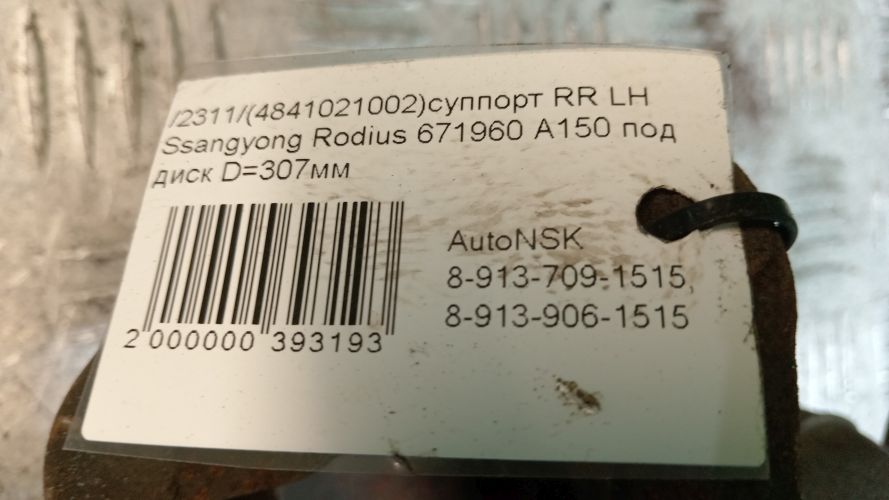 /2311/(4841021002)суппорт RR LH
Ssangyong Rodius 671960 A150 под
диск D=307мм
AutoNSK
8-913-709-1515,
8-913-906-1515
2 000000 393193